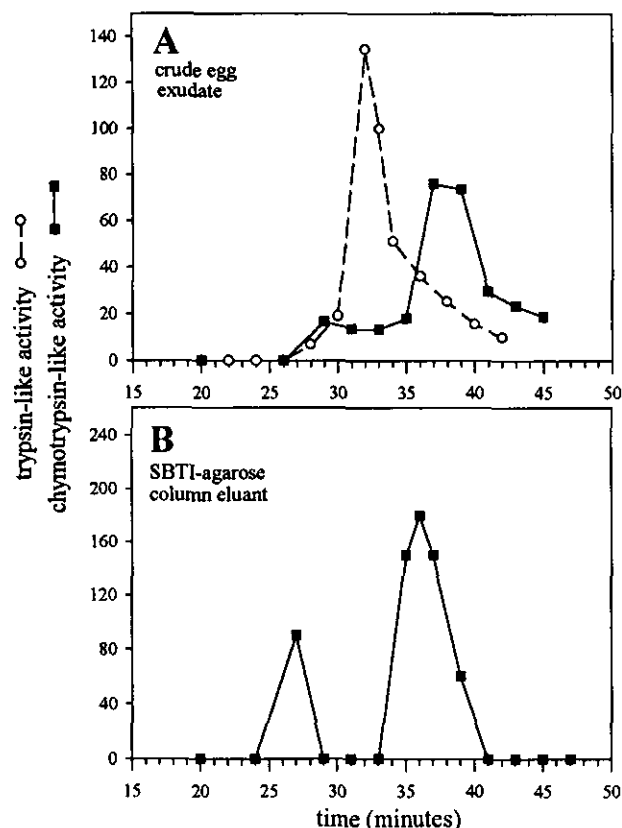 trypsin-like activity
chymotrypsin-like activity
140
120
100
80
60
40
20
0
A
crude egg
exudate
15 20 25 30 35 40 45 50
240
200
160
120
80
40
0
B
SBTI-agarose
column eluant
15 20 25 30 35 40 45 50
time (minutes)